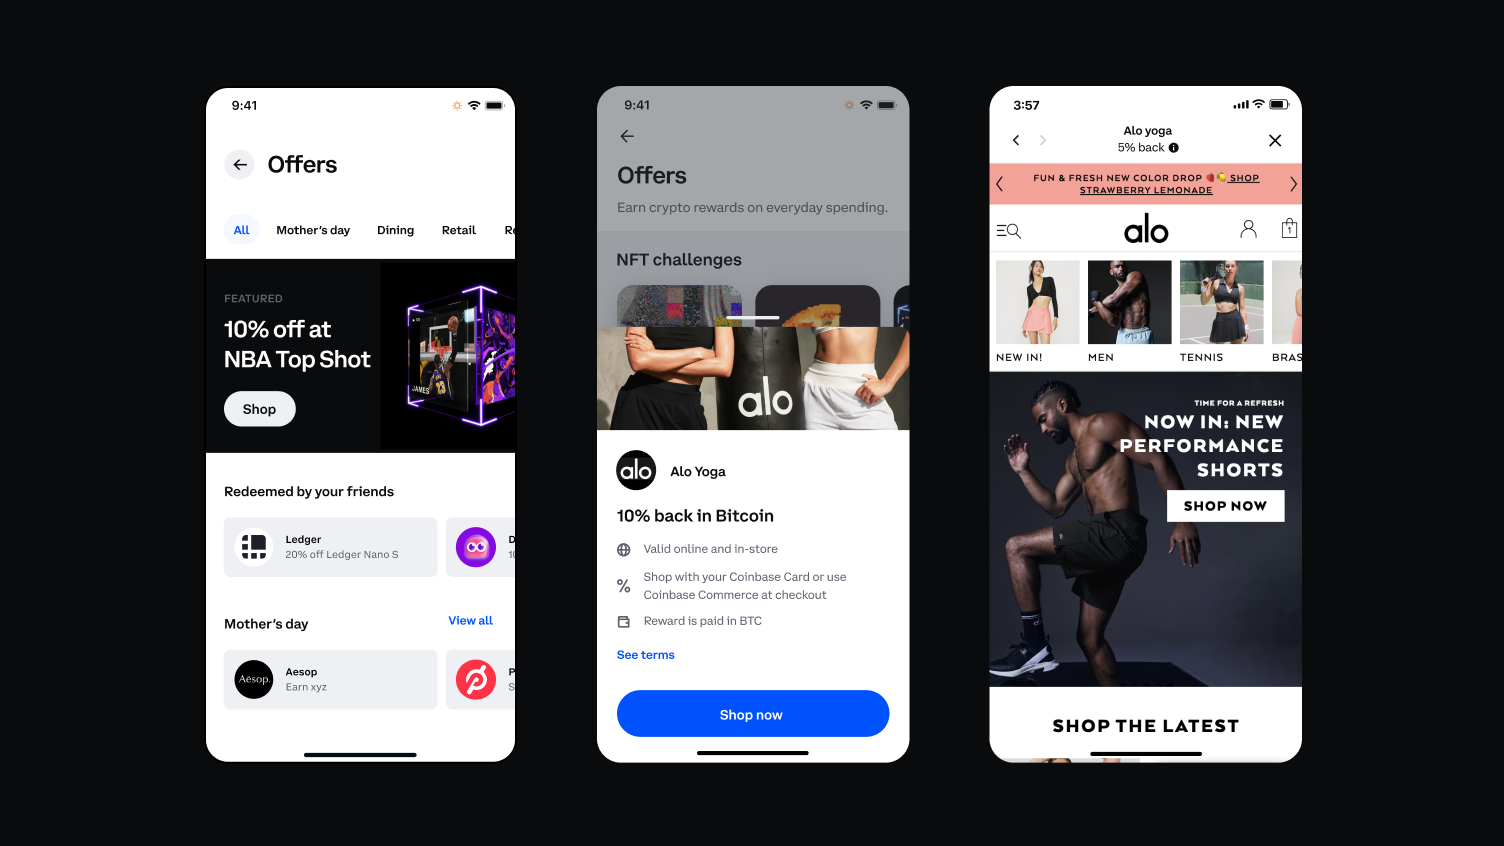 9:41
Offers
All Mother's day Dining Retail Re
FEATURED
10% off at
NBA Top Shot
Shop
JAMES
23
Redeemed by your friends
Ledger
20% off Ledger Nano S
D
10
Mother's day View all
Aēsop.
Aesop
Earn xyz
P
S
9:41
Offers
Earn crypto rewards on everyday spending.
NFT challenges
alo
alo
Alo Yoga
10% back in Bitcoin
Valid online and in-store
Shop with your Coinbase Card or use
Coinbase Commerce at checkout
Reward is paid in BTC
See terms
Shop now
3:57
Alo yoga
5% back
FUN & FRESH NEW COLOR DROP 🍓🍋 SHOP
STRAWBERRY LEMONADE
alo
1
NEW IN! MEN TENNIS BRAS
TIME FOR A REFRESH
NOW IN: NEW
PERFORMANCE
SHORTS
SHOP NOW
SHOP THE LATEST